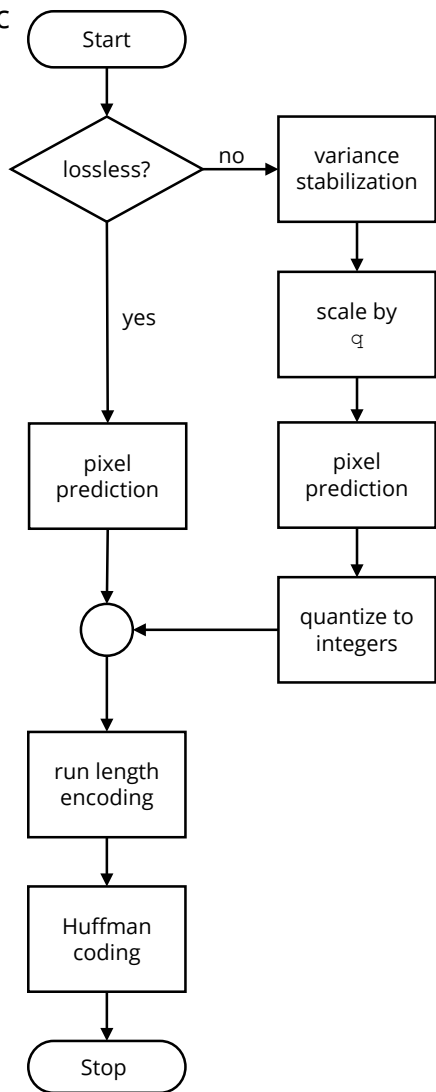 c
Start
lossless?
no
variance
stabilization
scale by
q
yes
pixel
prediction
pixel
prediction
quantize to
integers
run length
encoding
Huffman
coding
Stop